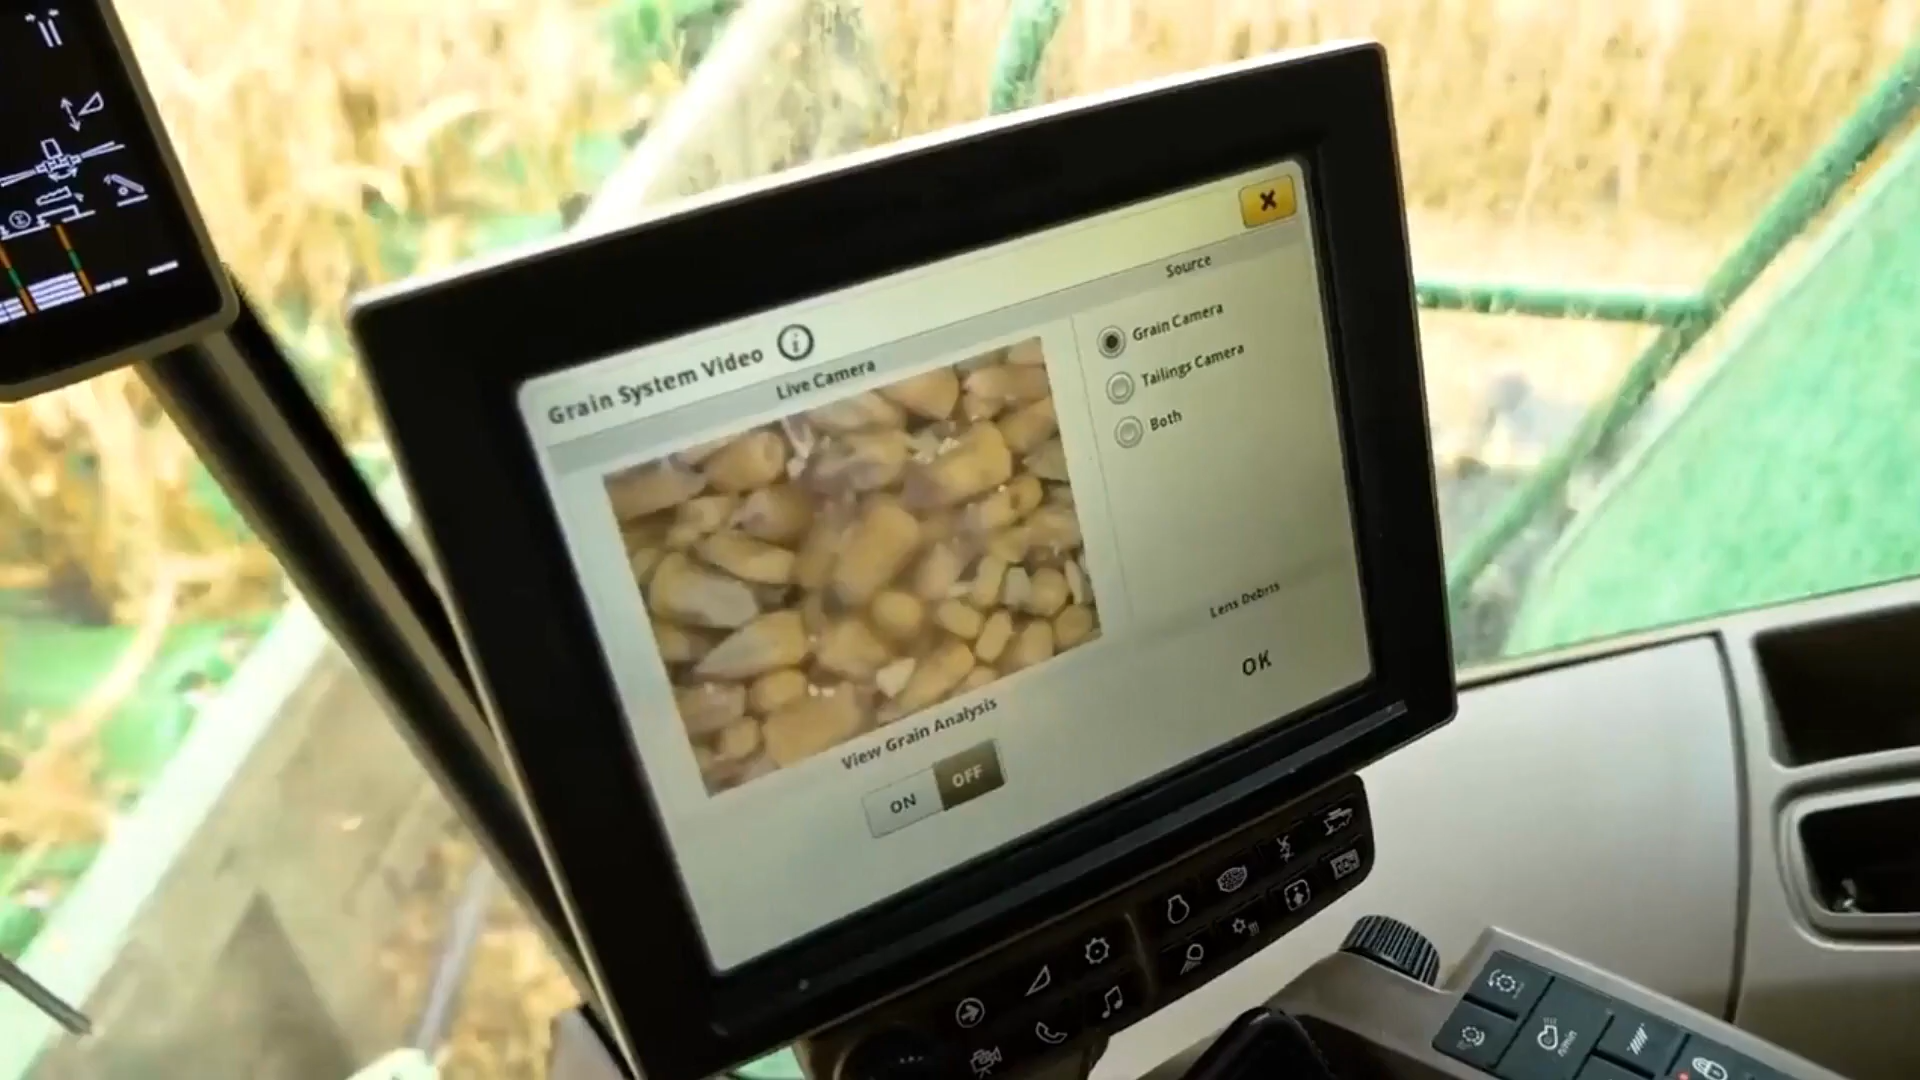 Grain System Video
Live Camera
Source
Grain Camera
Tailings Camera
Both
Lens Debris
OK
View Grain Analysis
ON OFF
n/min